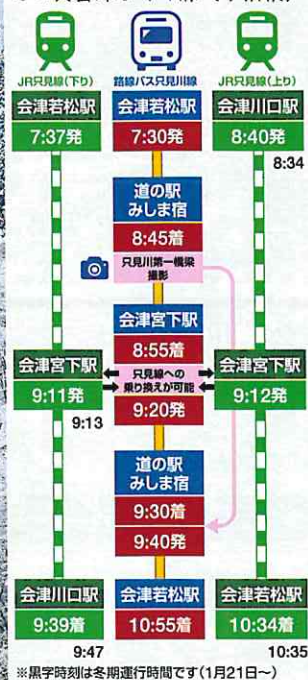 JR只見線(下り)
路線バス只見川線
JR只見線(上り)
会津若松駅
会津若松駅
会津川口駅
7:37発
7:30発
8:40発
8:34
道の駅
みしま宿
8:45着
只見川第一橋梁
撮影
会津宮下駅
8:55着
会津宮下駅
只見線への
乗り換えが可能
会津宮下駅
9:11発
9:20発
9:12発
9:13
道の駅
みしま宿
9:30着
9:40発
会津川口駅
会津若松駅
会津若松駅
9:39着
10:55着
10:34着
9:47
10:35
※黒字時刻は冬期運行時間です(1月21日～)